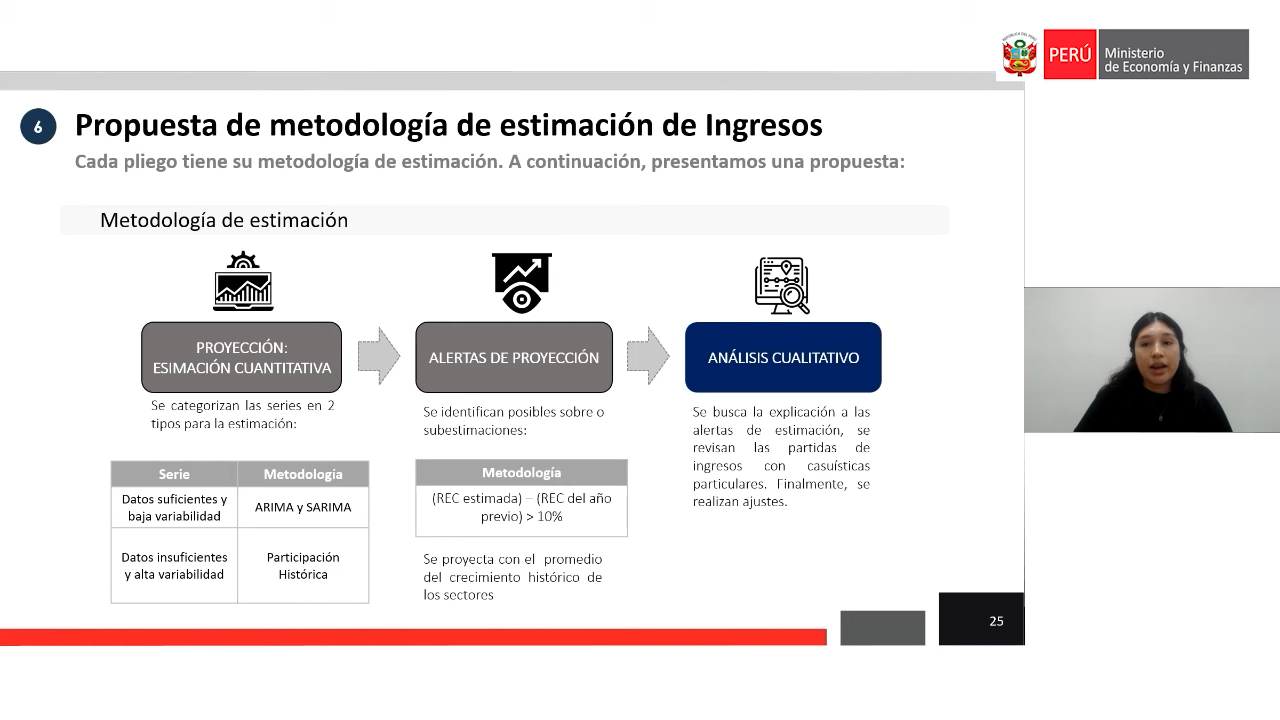 REPÚBLICA DEL PERÚ
PERÚ
Ministerio
de Economía y Finanzas
6
Propuesta de metodología de estimación de Ingresos
Cada pliego tiene su metodología de estimación. A continuación, presentamos una propuesta:
Metodología de estimación
PROYECCIÓN:
ESIMACIÓN CUANTITATIVA
Se categorizan las series en 2
tipos para la estimación:
Serie
Metodología
Datos suficientes y
baja variabilidad
ARIMA y SARIMA
Datos insuficientes
y alta variabilidad
Participación
Histórica
ALERTAS DE PROYECCIÓN
Se identifican posibles sobre o
subestimaciones:
Metodología
(REC estimada) – (REC del año
previo) > 10%
Se proyecta con el promedio
del crecimiento histórico de
los sectores
ANÁLISIS CUALITATIVO
Se busca la explicación a las
alertas de estimación, se
revisan las partidas de
ingresos con casuísticas
particulares. Finalmente, se
realizan ajustes.
25